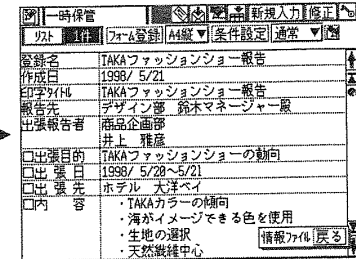 一時保管 新規入力 修正
リスト 1件 フォーム登録 A4縦▼ 条件設定 通常 ▼
登録名 TAKAファッションショー報告
作成日 1998/ 5/21
印字タイトル TAKAファッションショー報告
報告先 デザイン部 鈴木マネージャー殿
出張報告者 商品企画部
井上 雅彦
□出張目的 TAKAファッションショーの動向
□出 張 日 1998/ 5/20~5/21
□出 張 先 ホテル 大洋ベイ
□内 容 ・TAKAカラーの傾向
・海がイメージできる色を使用
・生地の選択
・天然繊維中心
情報ファイル 戻る